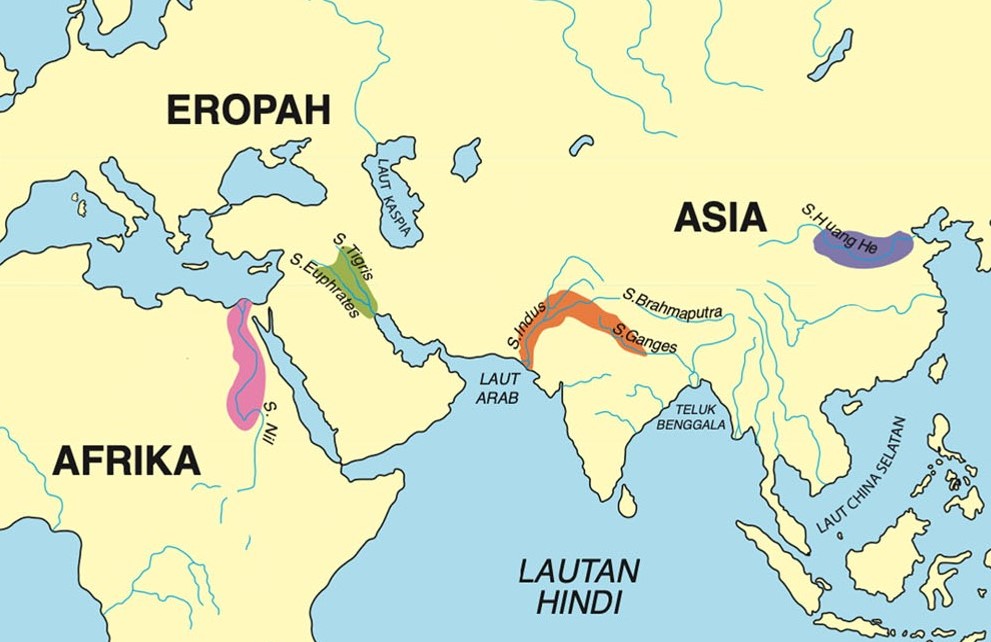 EROPAH
LAUT KASPIA
ASIA
S.Huang He
S.Tigris
S.Euphrates
S.Indus
S.Brahmaputra
S.Ganges
LAUT
ARAB
TELUK
BENGGALA
S. Nil
AFRIKA
LAUT CHINA SELATAN
LAUTAN
HINDI